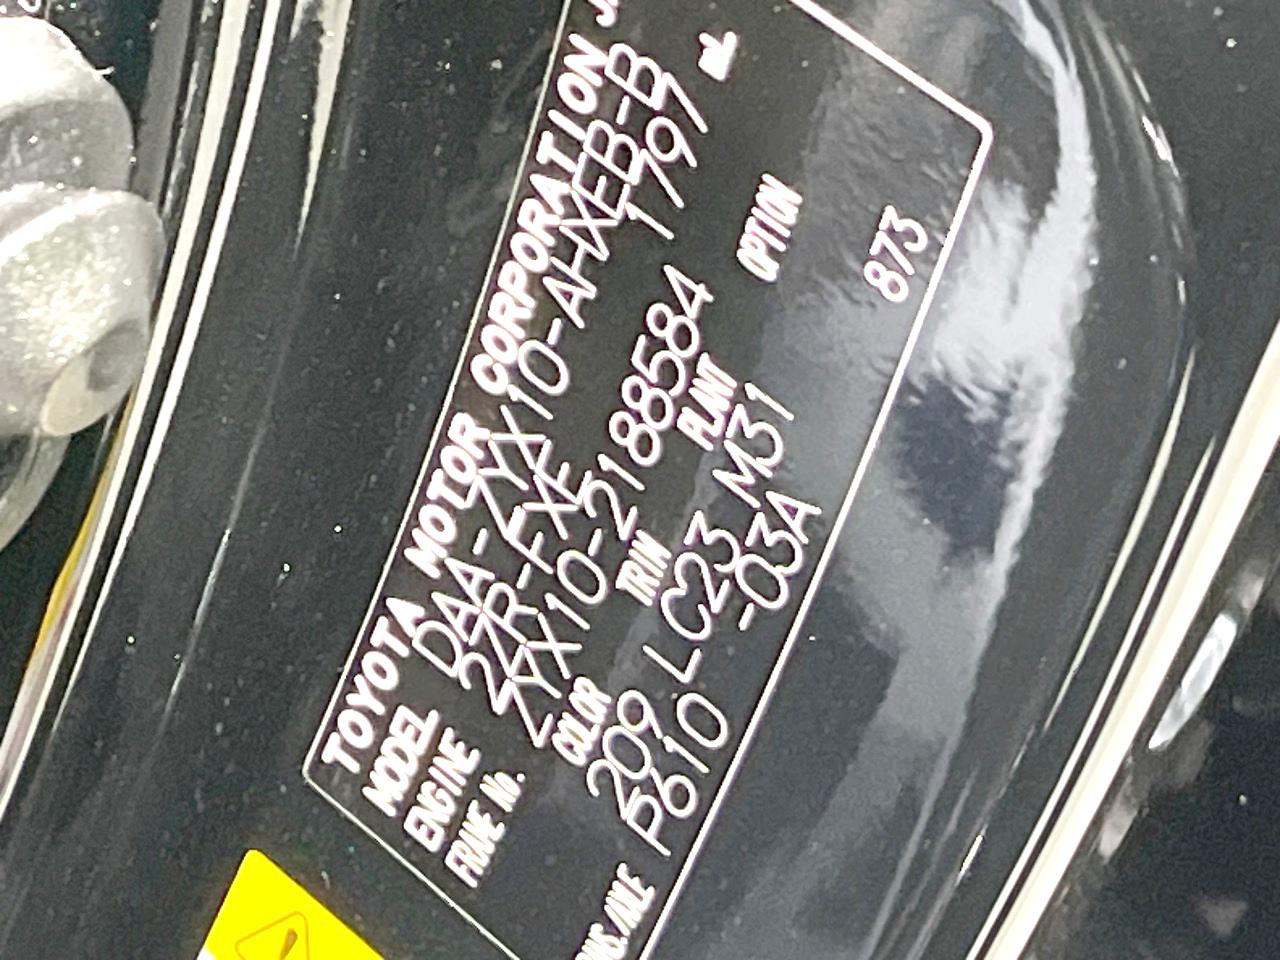 TOYOTA MOTOR CORPORATION
MODEL DAA-ZYX10-AHXEB-B
ENGINE 2ZR-FXE 1797 mL
FRAME No. ZYX10-2188584
COLOR TRIM PLANT OPTION
209 LC23 M31
P610 -03A 873